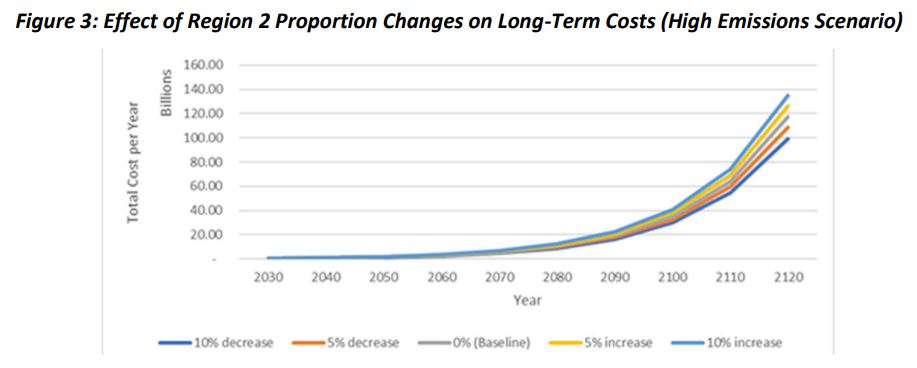 Figure 3: Effect of Region 2 Proportion Changes on Long-Term Costs (High Emissions Scenario)
Total Cost per Year
Billions
160.00
140.00
120.00
100.00
80.00
60.00
40.00
20.00
-
2030 2040 2050 2060 2070 2080 2090 2100 2110 2120
Year
10% decrease 5% decrease 0% (Baseline) 5% increase 10% increase